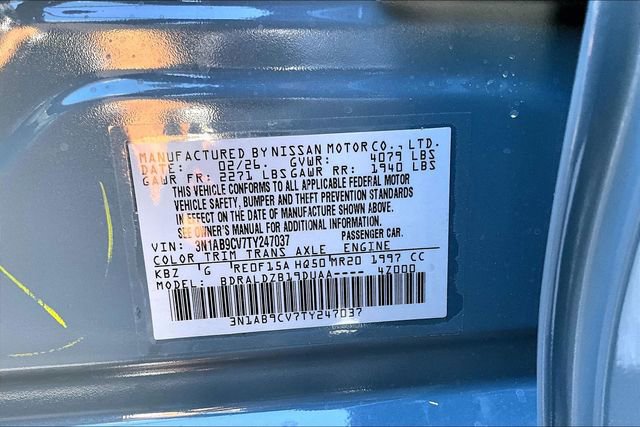 MANUFACTURED BY NISSAN MOTOR CO., LTD.
DATE: 02/26. GVWR: 4079 LBS
GAWR FR: 2271 LBS GAWR RR: 1940 LBS
THIS VEHICLE CONFORMS TO ALL APPLICABLE FEDERAL MOTOR
VEHICLE SAFETY, BUMPER AND THEFT PREVENTION STANDARDS
IN EFFECT ON THE DATE OF MANUFACTURE SHOWN ABOVE.
SEE OWNER'S MANUAL FOR ADDITIONAL INFORMATION.
VIN: 3N1AB9CV7TY247037 PASSENGER CAR.
COLOR TRIM TRANS AXLE ENGINE
KBZ G RE0F15A HQ50 MR20 1997 CC
MODEL: BDRALDZB19DUAA---- 4Z000
3N1AB9CV7TY247037